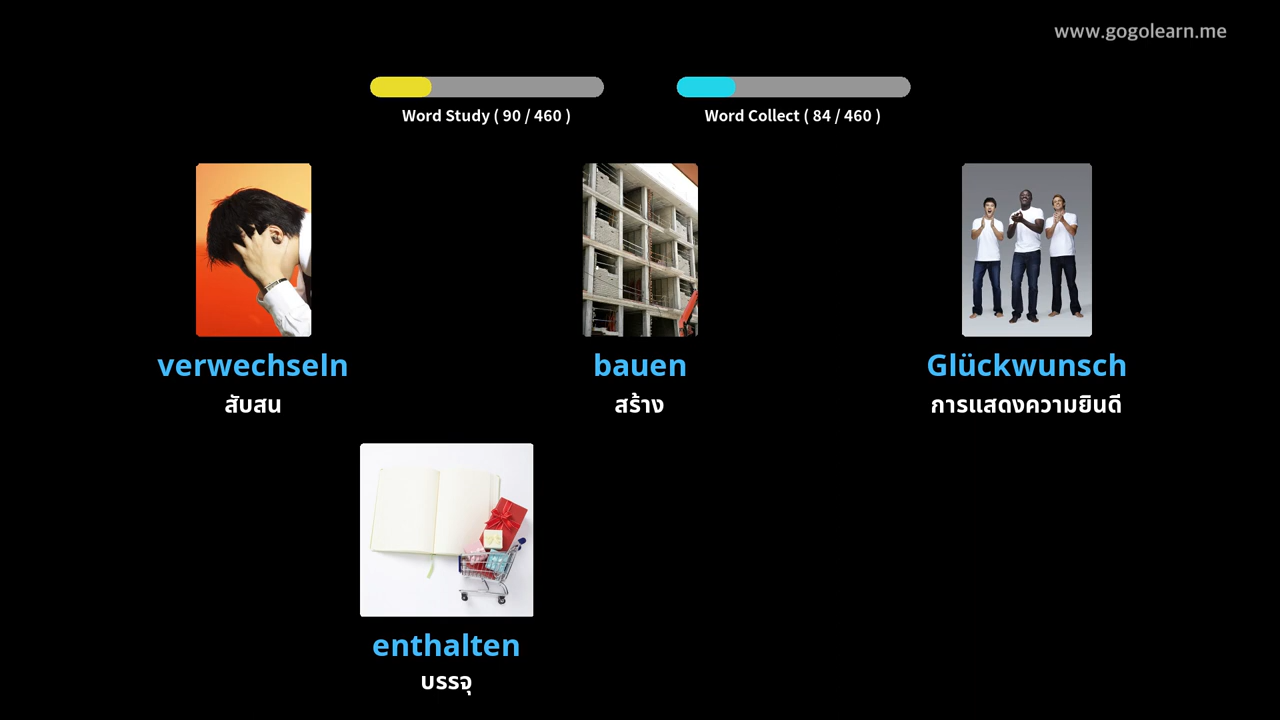 www.gogolearn.me
Word Study ( 90 / 460 )
Word Collect ( 84 / 460 )
verwechseln
สับสน
bauen
สร้าง
Glückwunsch
การแสดงความยินดี
enthalten
บรรจุ